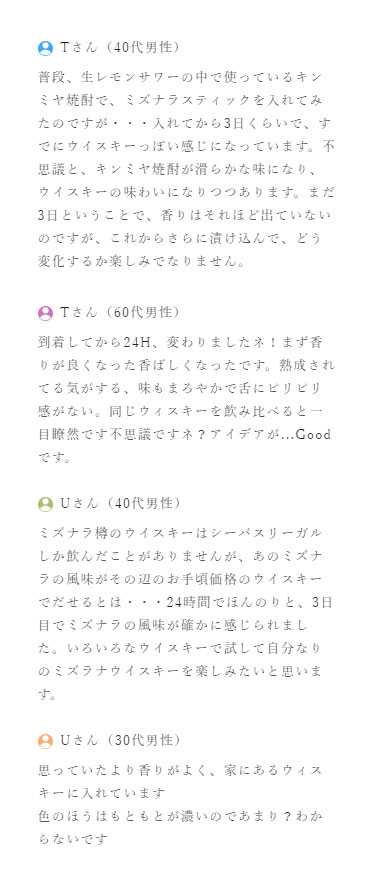 Tさん（40代男性）
普段、生レモンサワーの中で使っているキン
ミヤ焼酎で、ミズナラスティックを入れてみ
たのですが・・・入れてから3日くらいで、す
でにウイスキーっぽい感じになっています。不
思議と、キンミヤ焼酎が滑らかな味になり、
ウイスキーの味わいになりつつあります。まだ
3日ということで、香りはそれほど出ていない
のですが、これからさらに漬け込んで、どう
変化するか楽しみでなりません。
Tさん（60代男性）
到着してから24H、変わりましたネ！まず香
りが良くなった香ばしくなったです。熟成され
てる気がする、味もまろやかで舌にピリピリ
感がない。同じウィスキーを飲み比べると一
目瞭然です不思議ですネ？アイデアが…Good
です。
Uさん（40代男性）
ミズナラ樽のウイスキーはシーバスリーガル
しか飲んだことがありませんが、あのミズナ
ラの風味がその辺のお手頃価格のウイスキー
でだせるとは・・・24時間でほんのりと、3日
目でミズナラの風味が確かに感じられまし
た。いろいろなウイスキーで試して自分なり
のミズラナウイスキーを楽しみたいと思いま
す。
Uさん（30代男性）
思っていたより香りがよく、家にあるウィス
キーに入れています
色のほうはもともとが濃いのであまり？わか
らないです